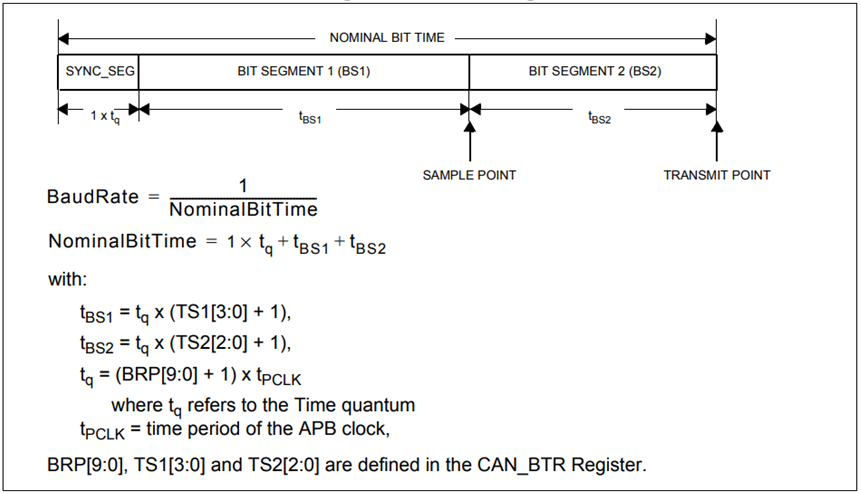 NOMINAL BIT TIME
SYNC_SEG BIT SEGMENT 1 (BS1) BIT SEGMENT 2 (BS2)
1 x tq tBS1 tBS2
SAMPLE POINT TRANSMIT POINT
BaudRate = 1 / NominalBitTime
NominalBitTime = 1 × tq + tBS1 + tBS2
with:
tBS1 = tq x (TS1[3:0] + 1),
tBS2 = tq x (TS2[2:0] + 1),
tq = (BRP[9:0] + 1) x tPCLK
where tq refers to the Time quantum
tPCLK = time period of the APB clock,
BRP[9:0], TS1[3:0] and TS2[2:0] are defined in the CAN_BTR Register.